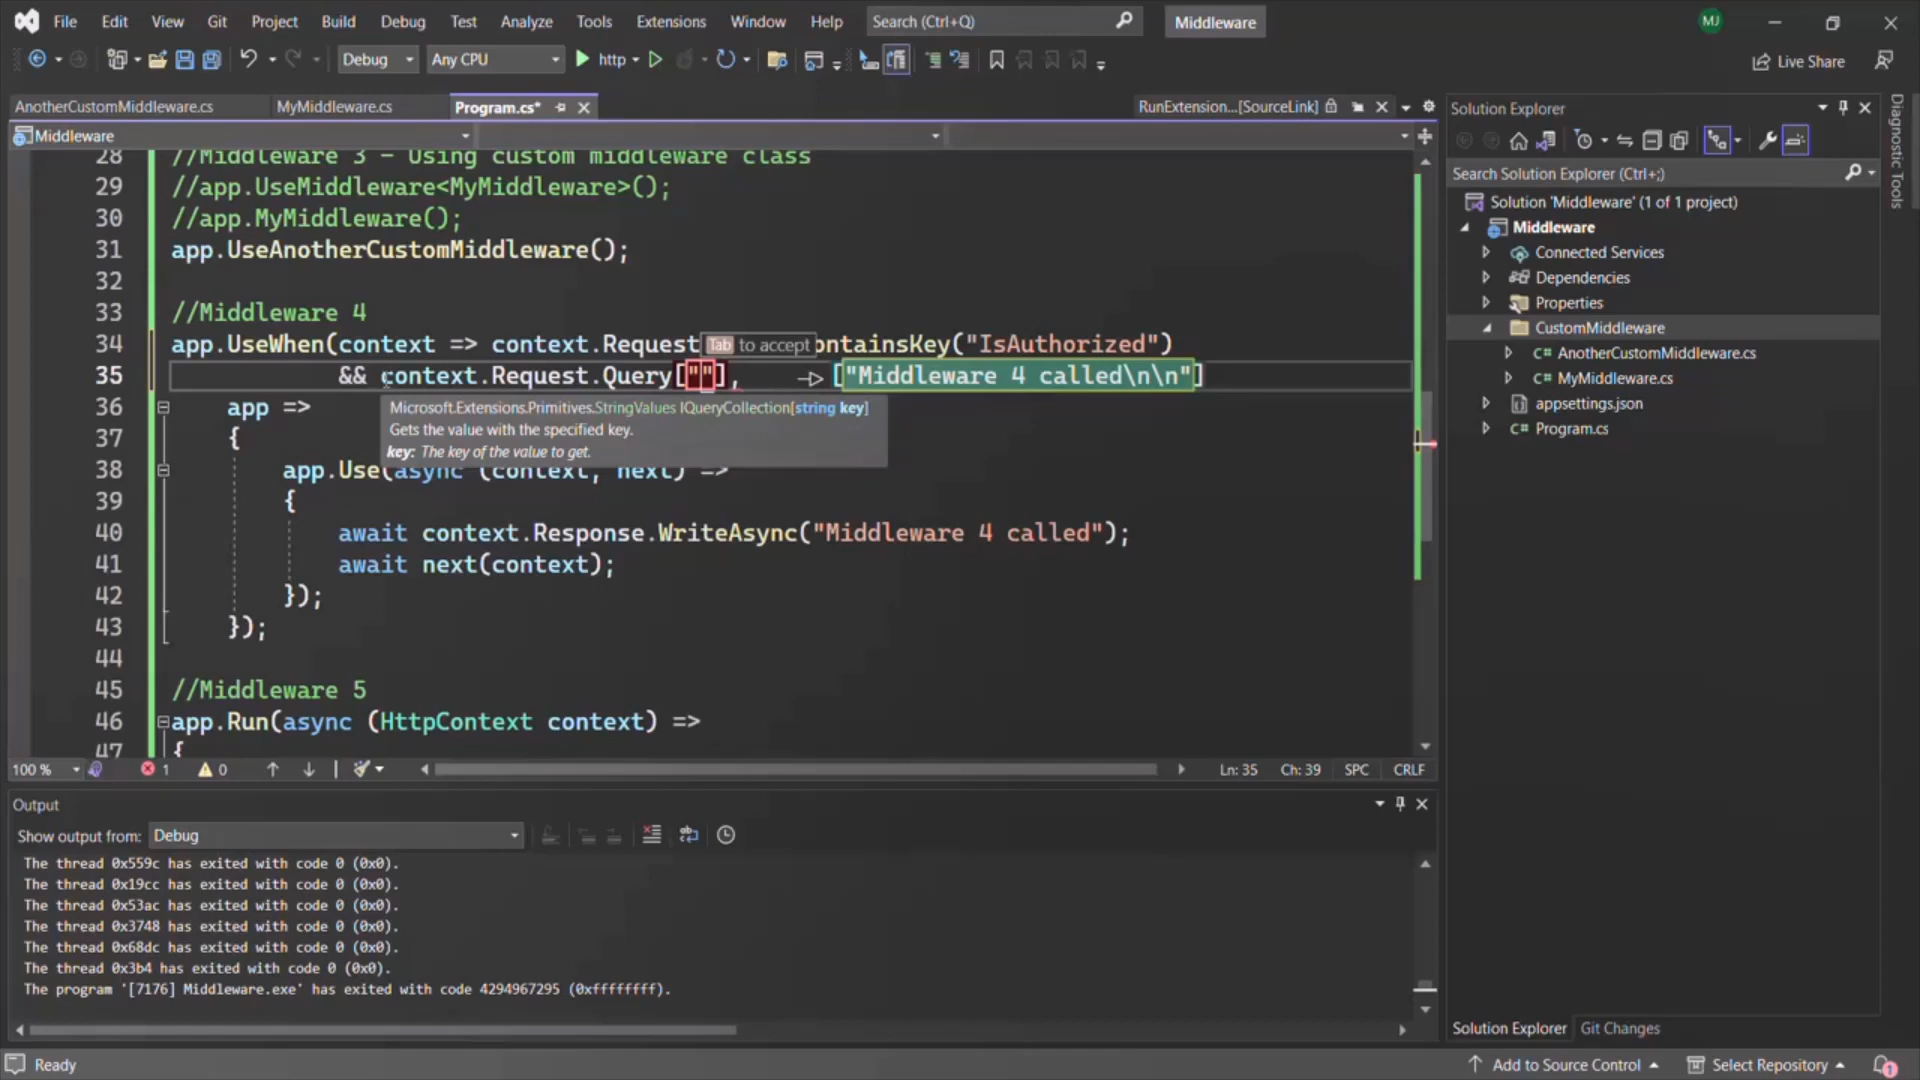 File Edit View Git Project Build Debug Test Analyze Tools Extensions Window Help Search (Ctrl+Q) Middleware MJ
Debug Any CPU http Live Share
AnotherCustomMiddleware.cs MyMiddleware.cs Program.cs* RunExtension...[SourceLink]
Middleware
28 //Middleware 3 - Using custom middleware class
29 //app.UseMiddleware<MyMiddleware>();
30 //app.MyMiddleware();
31 app.UseAnotherCustomMiddleware();
32
33 //Middleware 4
34 app.UseWhen(context => context.Request Tab to accept ontainsKey("IsAuthorized")
35 && context.Request.Query[""], ["Middleware 4 called\n\n"]
Microsoft.Extensions.Primitives.StringValues IQueryCollection[string key]
Gets the value with the specified key.
key: The key of the value to get.
36 app =>
37 {
38 app.Use(async (context, next) =>
39 {
40 await context.Response.WriteAsync("Middleware 4 called");
41 await next(context);
42 });
43 });
44
45 //Middleware 5
46 app.Run(async (HttpContext context) =>
47 {
100 % 1 0 Ln: 35 Ch: 39 SPC CRLF
Output
Show output from: Debug
The thread 0x559c has exited with code 0 (0x0).
The thread 0x19cc has exited with code 0 (0x0).
The thread 0x53ac has exited with code 0 (0x0).
The thread 0x3748 has exited with code 0 (0x0).
The thread 0x68dc has exited with code 0 (0x0).
The thread 0x3b4 has exited with code 0 (0x0).
The program '[7176] Middleware.exe' has exited with code 4294967295 (0xffffffff).
Solution Explorer
Search Solution Explorer (Ctrl+;)
Solution 'Middleware' (1 of 1 project)
Middleware
Connected Services
Dependencies
Properties
CustomMiddleware
C# AnotherCustomMiddleware.cs
C# MyMiddleware.cs
appsettings.json
C# Program.cs
Solution Explorer Git Changes
Diagnostic Tools
Ready Add to Source Control Select Repository 1